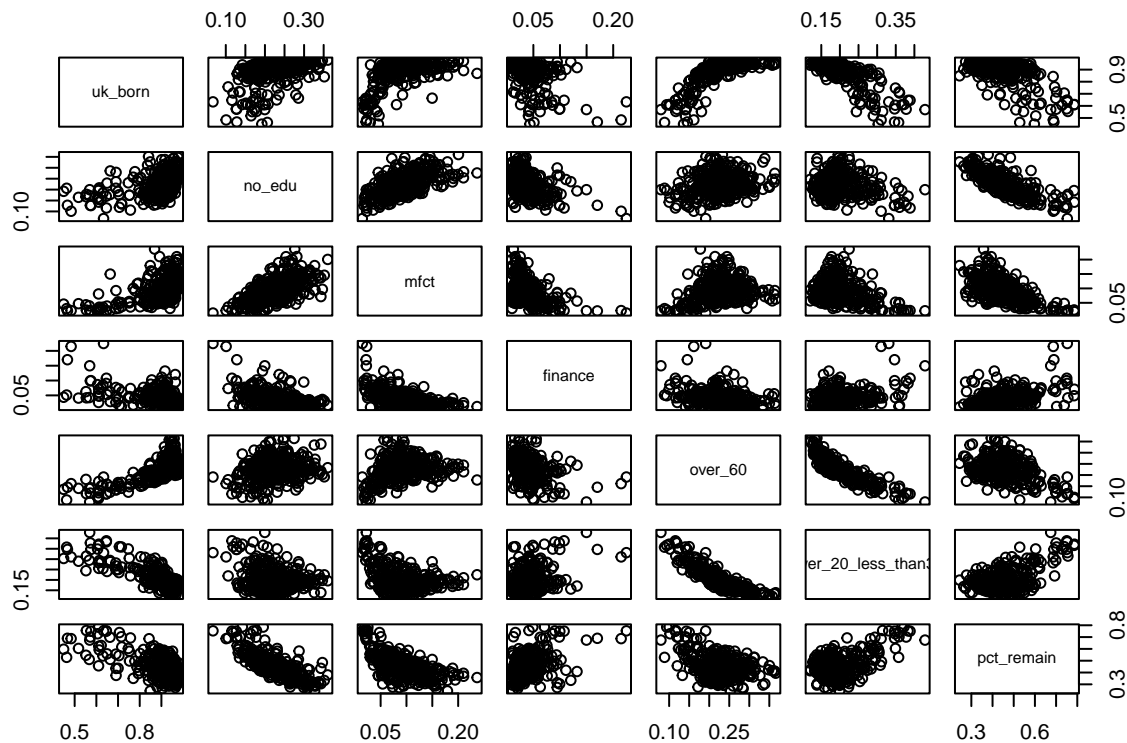 0.10 0.30 0.05 0.20 0.15 0.35
uk_born 0.5 0.9
0.10 no_edu
mfct 0.05
0.05 finance
over_60 0.10
0.15 er_20_less_than
pct_remain 0.3 0.8
0.5 0.8 0.05 0.20 0.10 0.25 0.3 0.6